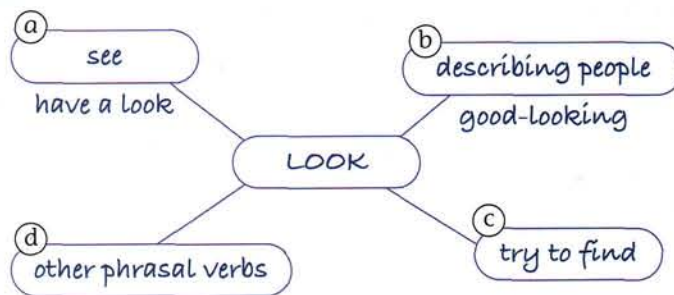 a
see
have a look
b
describing people
good-looking
LOOK
c
try to find
d
other phrasal verbs